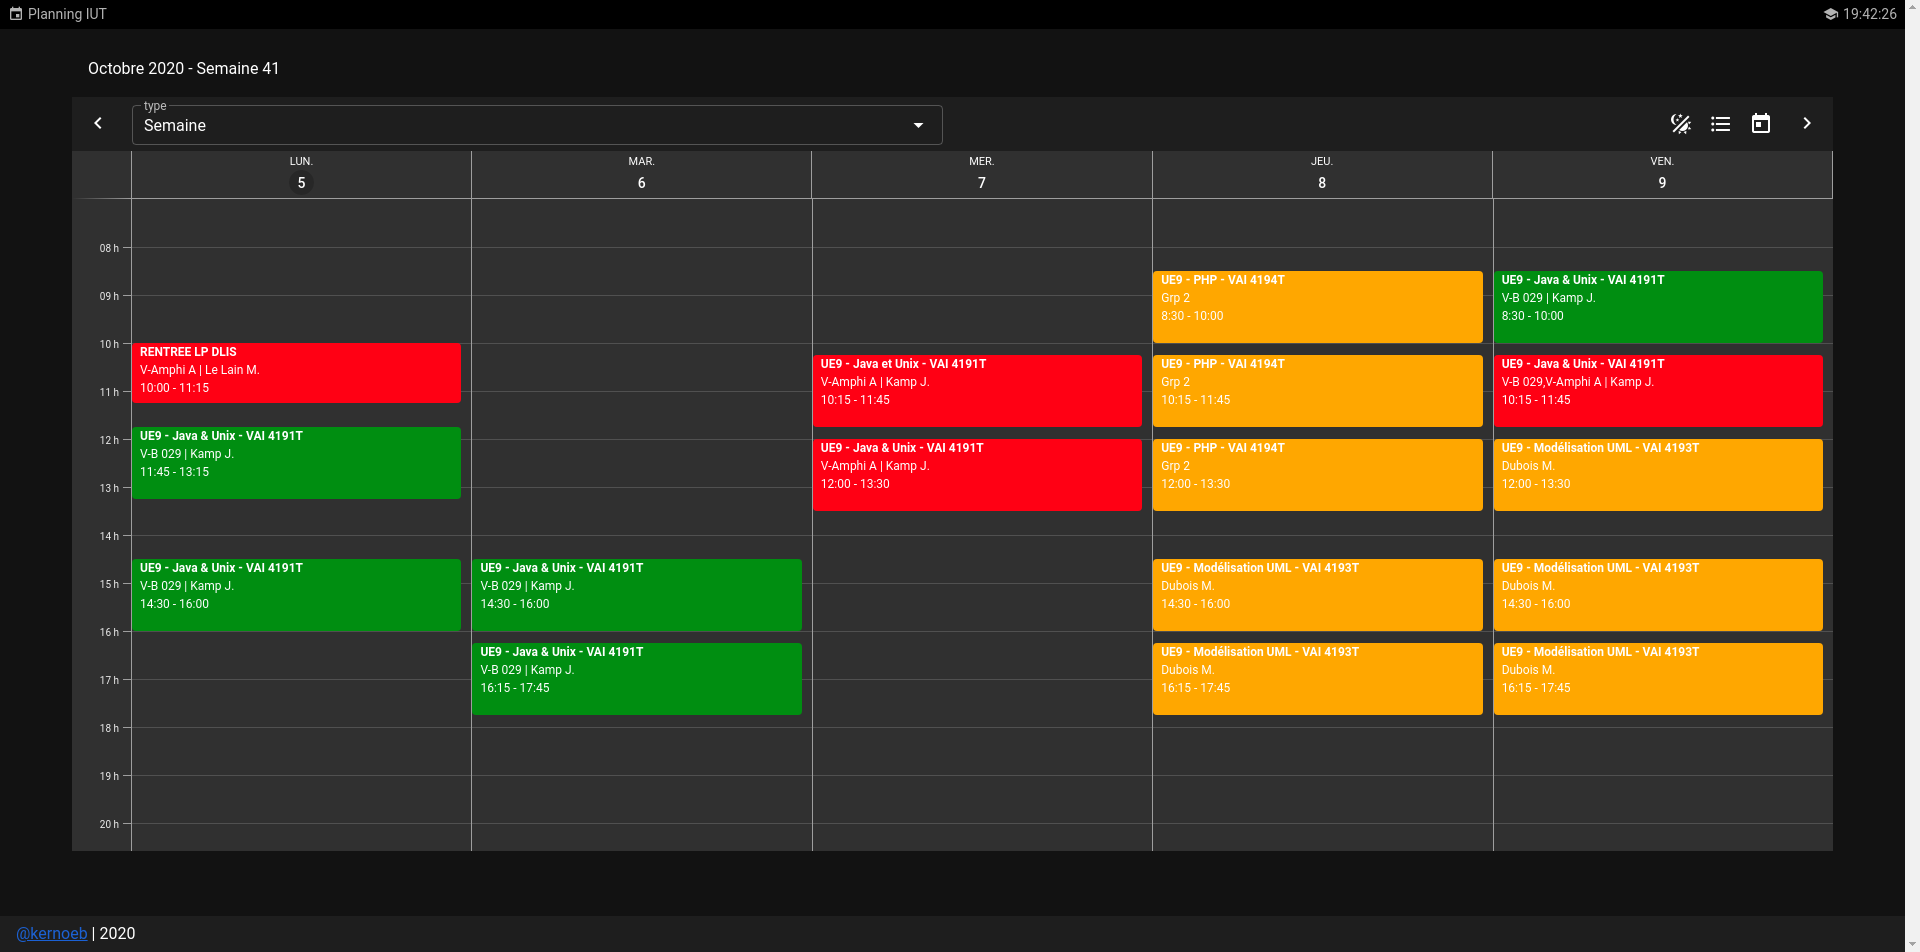 Planning IUT
19:42:26
Octobre 2020 - Semaine 41
type
Semaine
LUN.
5
MAR.
6
MER.
7
JEU.
8
VEN.
9
08 h
09 h
10 h
11 h
12 h
13 h
14 h
15 h
16 h
17 h
18 h
19 h
20 h
RENTREE LP DLIS
V-Amphi A | Le Lain M.
10:00 - 11:15
UE9 - Java & Unix - VAI 4191T
V-B 029 | Kamp J.
11:45 - 13:15
UE9 - Java & Unix - VAI 4191T
V-B 029 | Kamp J.
14:30 - 16:00
UE9 - Java & Unix - VAI 4191T
V-B 029 | Kamp J.
14:30 - 16:00
UE9 - Java & Unix - VAI 4191T
V-B 029 | Kamp J.
16:15 - 17:45
UE9 - Java et Unix - VAI 4191T
V-Amphi A | Kamp J.
10:15 - 11:45
UE9 - Java & Unix - VAI 4191T
V-Amphi A | Kamp J.
12:00 - 13:30
UE9 - PHP - VAI 4194T
Grp 2
8:30 - 10:00
UE9 - PHP - VAI 4194T
Grp 2
10:15 - 11:45
UE9 - PHP - VAI 4194T
Grp 2
12:00 - 13:30
UE9 - Modélisation UML - VAI 4193T
Dubois M.
14:30 - 16:00
UE9 - Modélisation UML - VAI 4193T
Dubois M.
16:15 - 17:45
UE9 - Java & Unix - VAI 4191T
V-B 029 | Kamp J.
8:30 - 10:00
UE9 - Java & Unix - VAI 4191T
V-B 029,V-Amphi A | Kamp J.
10:15 - 11:45
UE9 - Modélisation UML - VAI 4193T
Dubois M.
12:00 - 13:30
UE9 - Modélisation UML - VAI 4193T
Dubois M.
14:30 - 16:00
UE9 - Modélisation UML - VAI 4193T
Dubois M.
16:15 - 17:45
@kernoeb | 2020